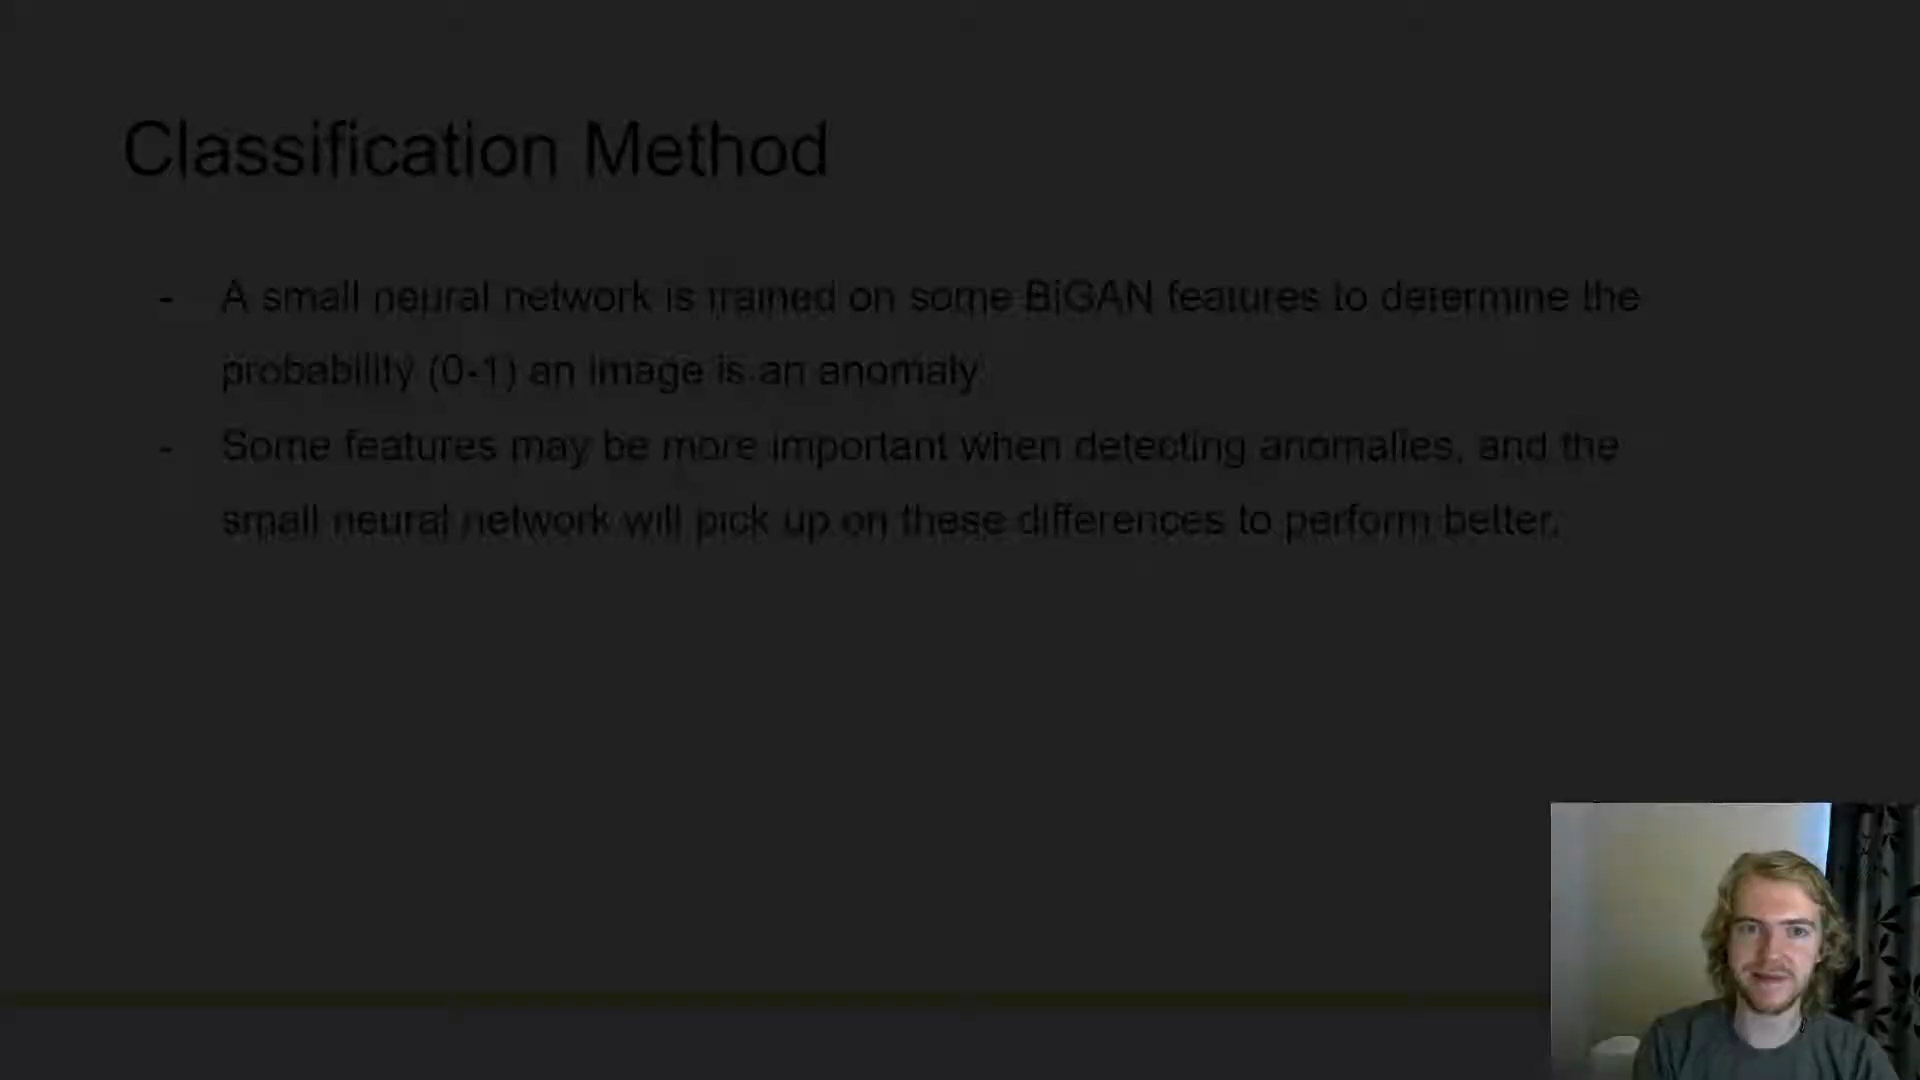 Classification Method
- A small neural network is trained on some BiGAN features to determine the
probability (0-1) an image is an anomaly
- Some features may be more important when detecting anomalies, and the
small neural network will pick up on these differences to perform better.